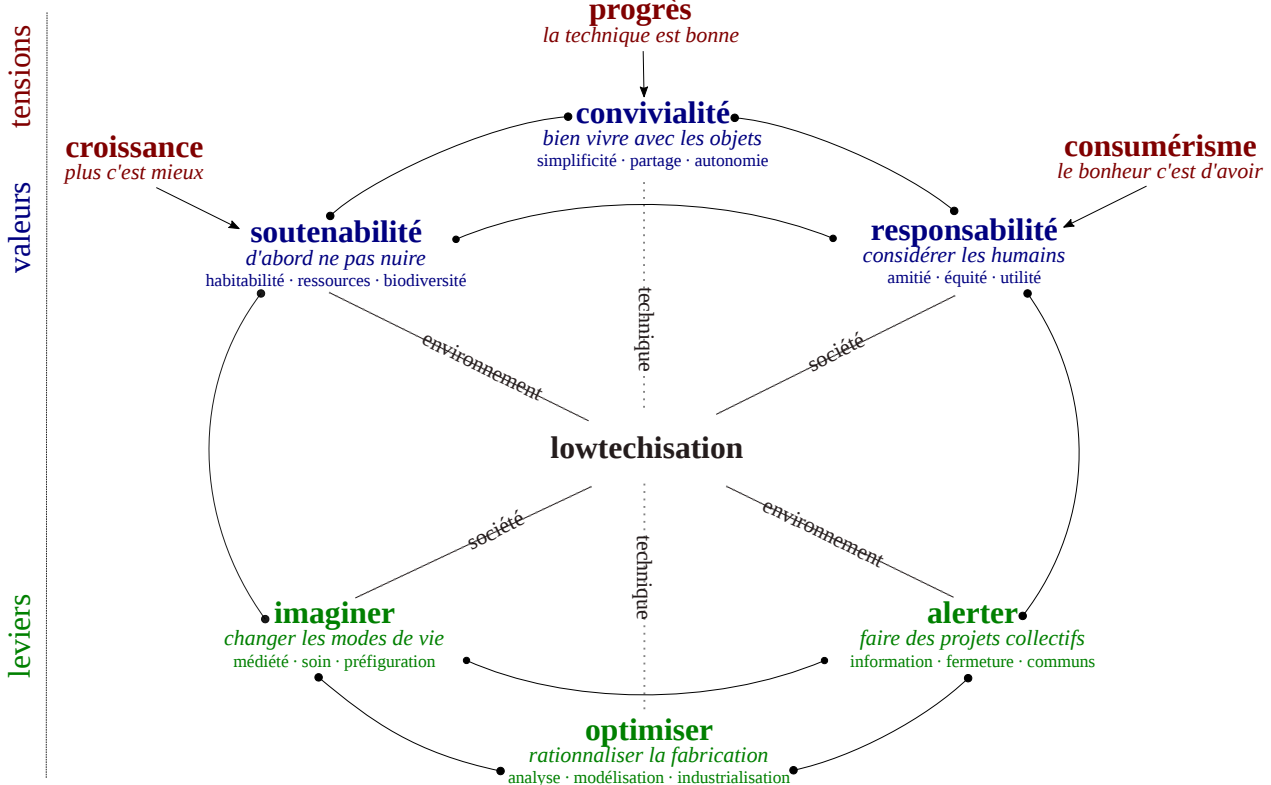 tensions
progrès
la technique est bonne
convivialité
bien vivre avec les objets
simplificité · partage · autonomie
croissance
plus c'est mieux
consumérisme
le bonheur c'est d'avoir
valeurs
soutenabilité
d'abord ne pas nuire
habitabilité · ressources · biodiversité
responsabilité
considérer les humains
amitié · équité · utilité
environnement
technique
société
lowtechisation
société
technique
environnement
leviers
imaginer
changer les modes de vie
médiété · soin · préfiguration
alerter
faire des projets collectifs
information · fermeture · communs
optimiser
rationnaliser la fabrication
analyse · modélisation · industrialisation